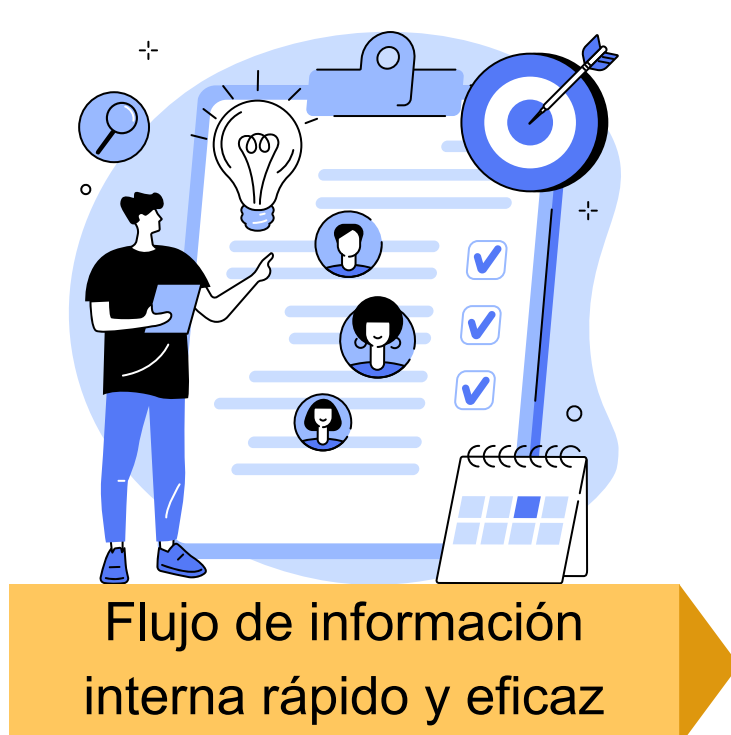 Flujo de información
interna rápido y eficaz